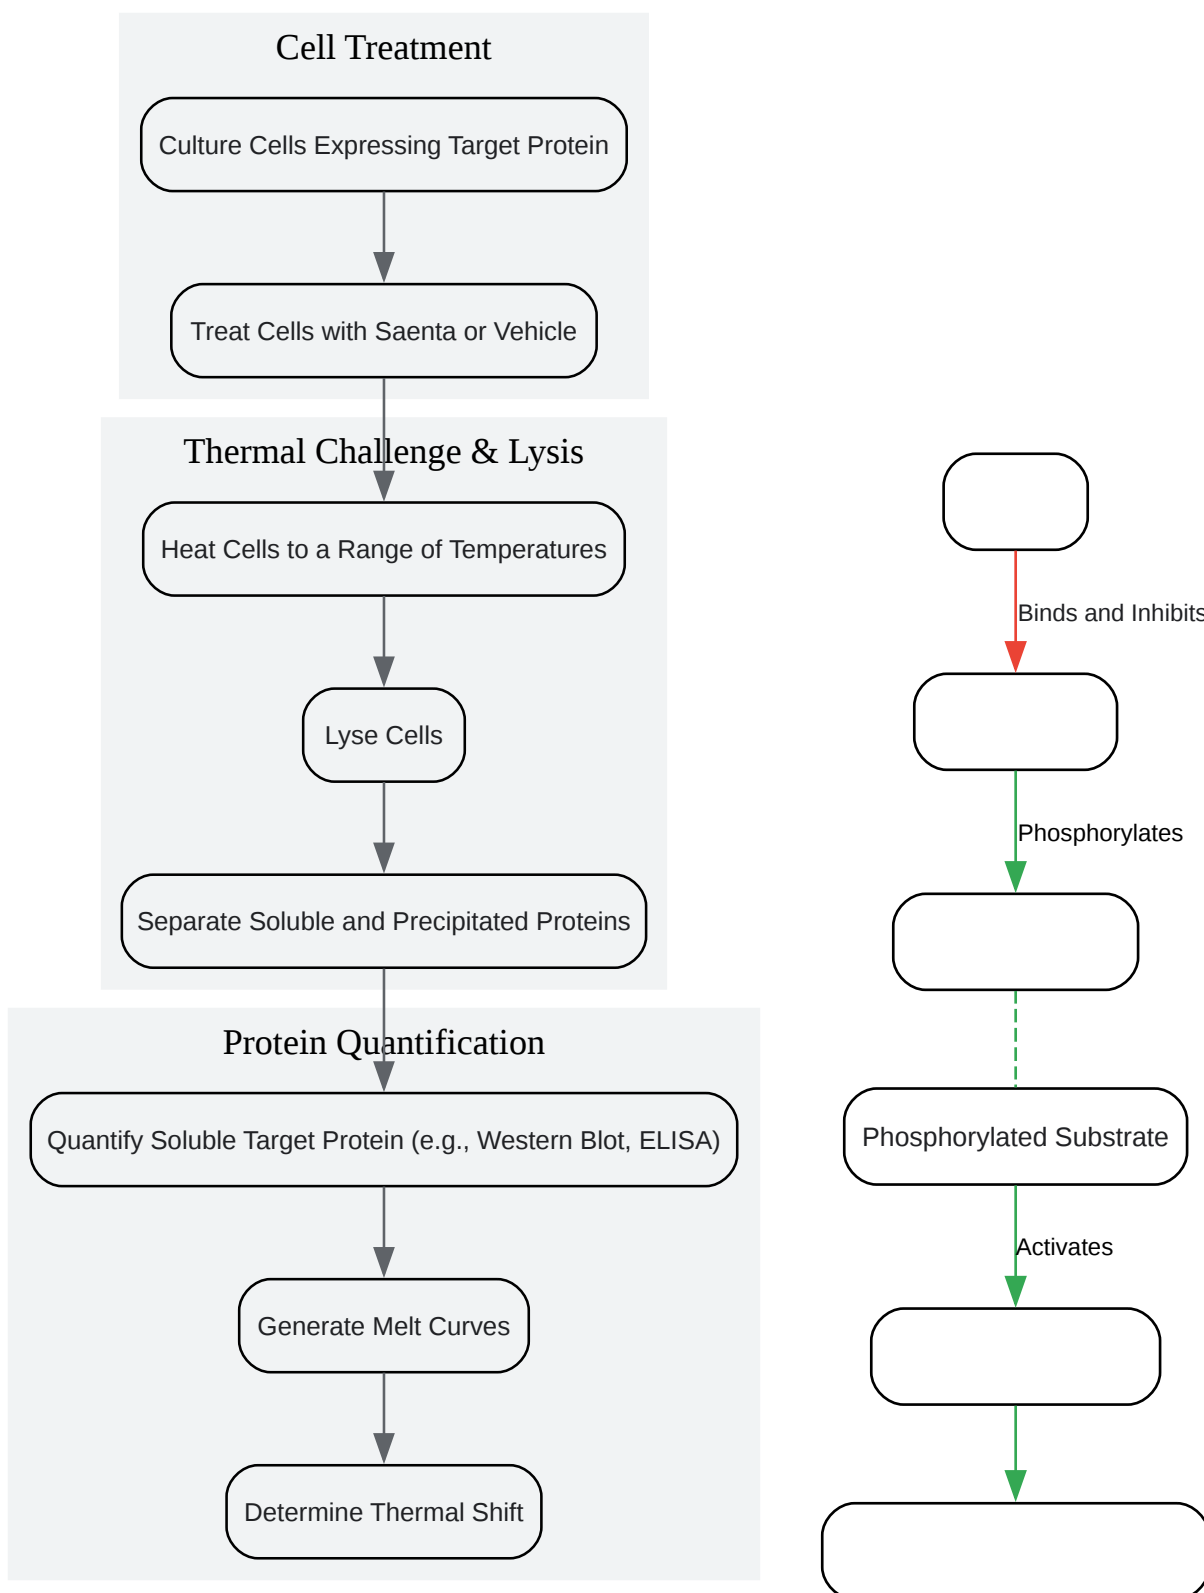 Cell Treatment
Culture Cells Expressing Target Protein
Treat Cells with Saenta or Vehicle
Thermal Challenge & Lysis
Heat Cells to a Range of Temperatures
Lyse Cells
Separate Soluble and Precipitated Proteins
Protein Quantification
Quantify Soluble Target Protein (e.g., Western Blot, ELISA)
Generate Melt Curves
Determine Thermal Shift
Binds and Inhibits
Phosphorylates
Phosphorylated Substrate
Activates